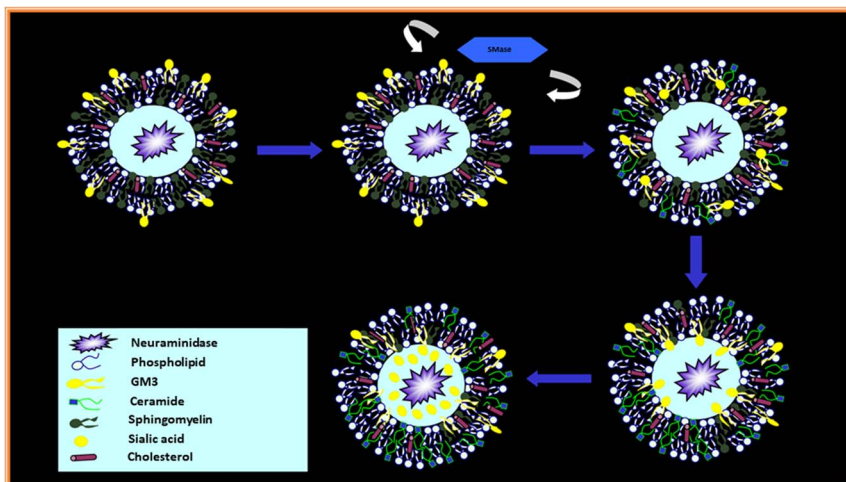 SMase
Neuraminidase
Phospholipid
GM3
Ceramide
Sphingomyelin
Sialic acid
Cholesterol